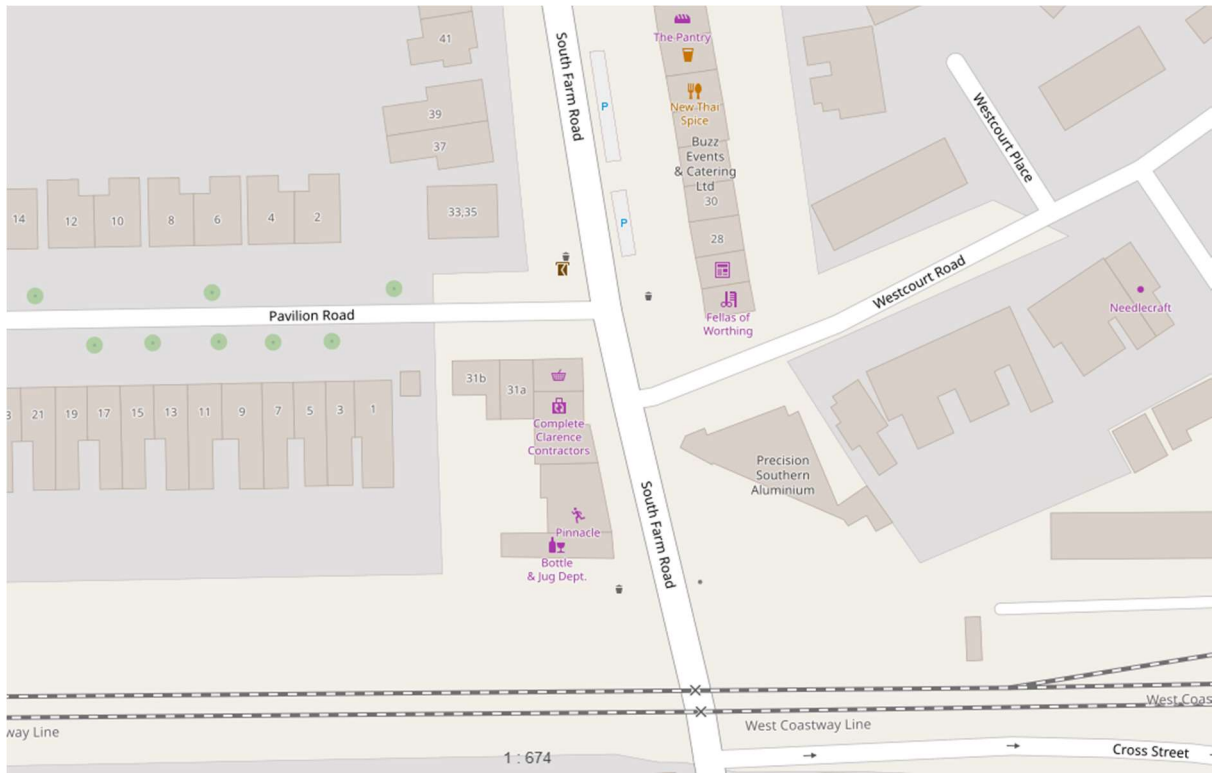 41
The Pantry
South Farm Road
P
39
New Thai
Spice
Westcourt Place
37
Buzz
Events
& Catering
Ltd
14
12
10
8
6
4
2
33,35
P
30
28
Westcourt Road
Pavilion Road
Fellas of
Worthing
Needlecraft
31b
31a
3
21
19
17
15
13
11
9
7
5
3
1
Complete
Clarence
Contractors
Precision
Southern
Aluminium
South Farm Road
Pinnacle
Bottle
& Jug Dept.
West Coas
way Line
West Coastway Line
1 : 674
Cross Street